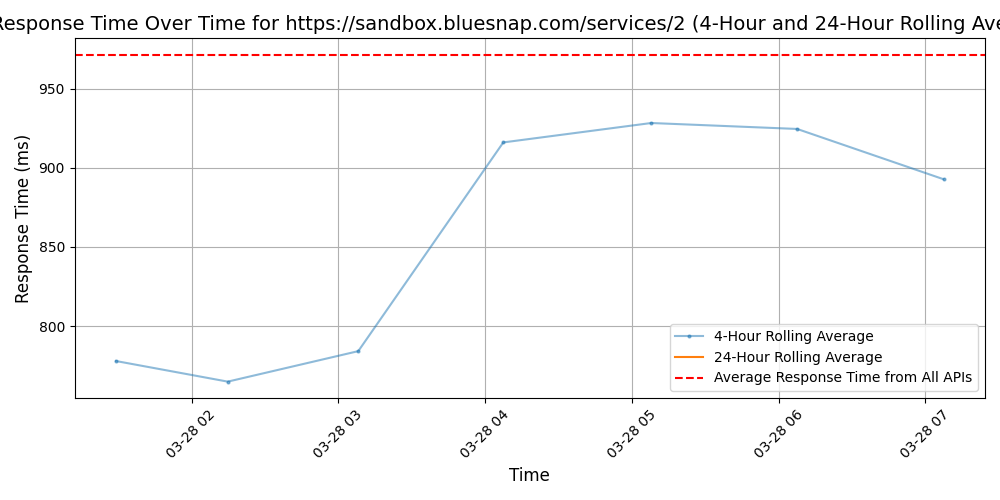 Response Time Over Time for https://sandbox.bluesnap.com/services/2 (4-Hour and 24-Hour Rolling Ave
Response Time (ms)
950
900
850
800
4-Hour Rolling Average
24-Hour Rolling Average
Average Response Time from All APIs
03-28 02
03-28 03
03-28 04
03-28 05
03-28 06
03-28 07
Time